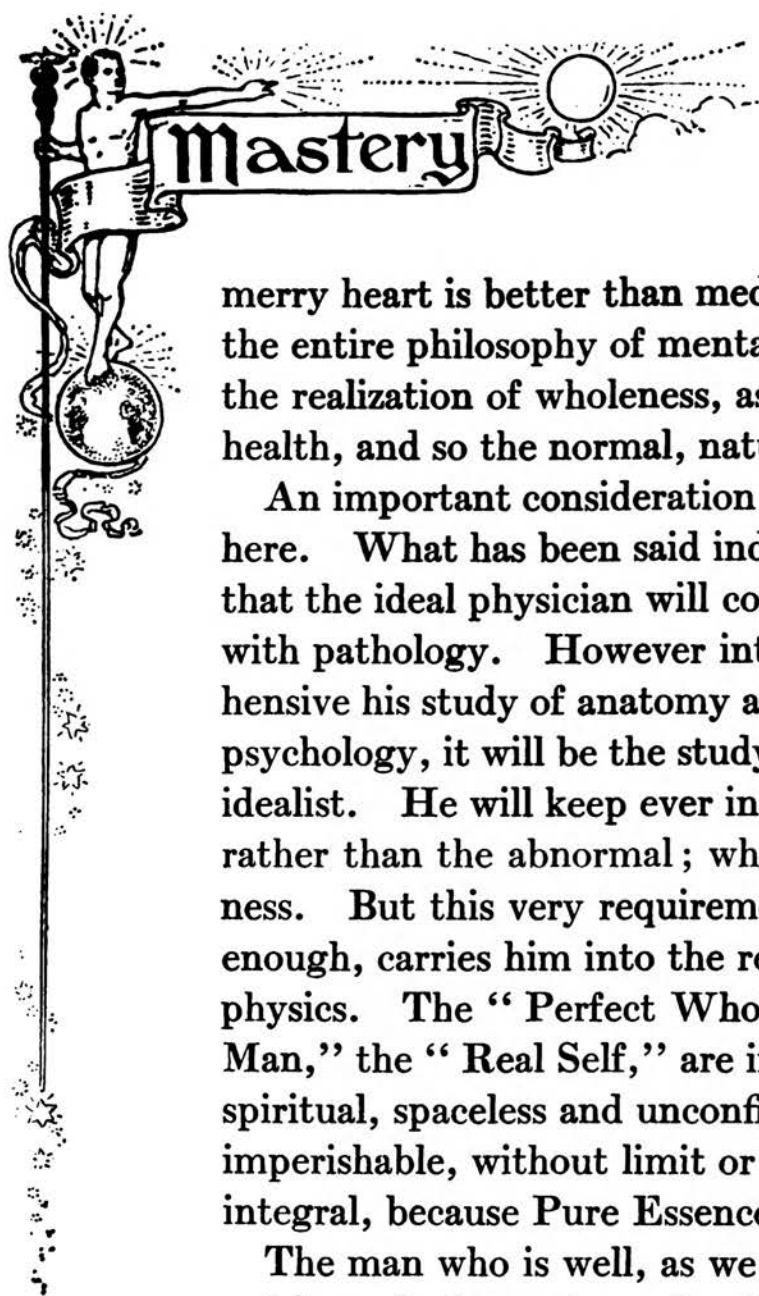 Mastery
merry heart is better than med
the entire philosophy of menta
the realization of wholeness, as
health, and so the normal, natu
An important consideration
here. What has been said ind
that the ideal physician will co
with pathology. However int
hensive his study of anatomy a
psychology, it will be the study
idealist. He will keep ever in
rather than the abnormal; wh
ness. But this very requireme
enough, carries him into the re
physics. The “ Perfect Who
Man,” the “ Real Self,” are i
spiritual, spaceless and unconfi
imperishable, without limit or
integral, because Pure Essence
The man who is well, as we